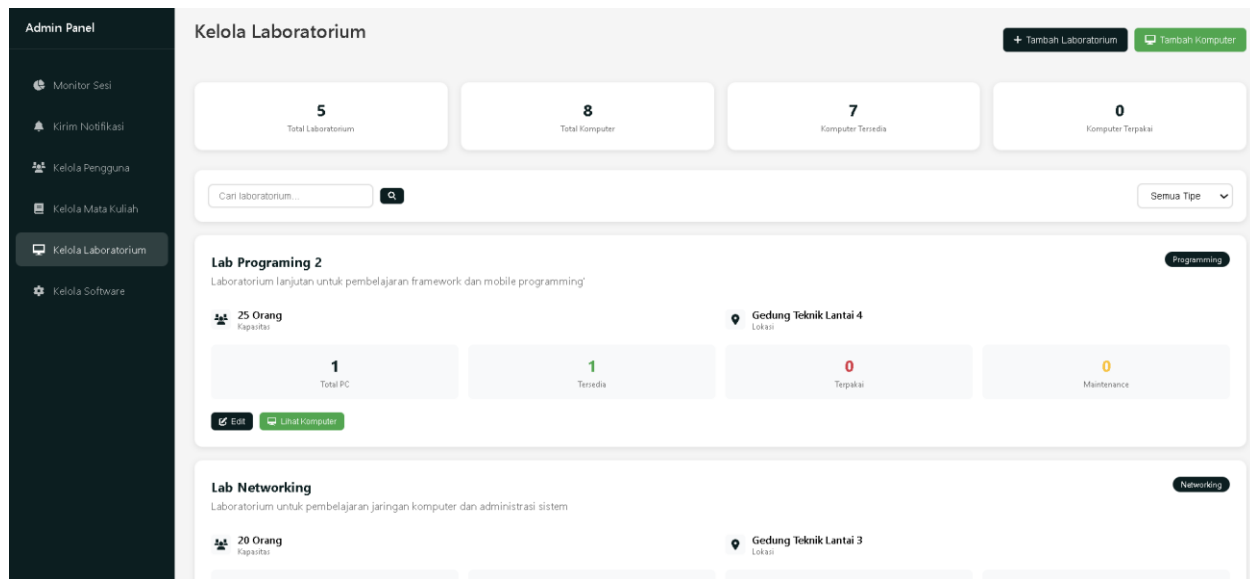 Admin Panel
Monitor Sesi
Kirim Notifikasi
Kelola Pengguna
Kelola Mata Kuliah
Kelola Laboratorium
Kelola Software
Kelola Laboratorium
+ Tambah Laboratorium
Tambah Komputer
5
Total Laboratorium
8
Total Komputer
7
Komputer Tersedia
0
Komputer Terpakai
Cari laboratorium...
Semua Tipe
Lab Programing 2
Programming
Laboratorium lanjutan untuk pembelajaran framework dan mobile programming'
25 Orang
Kapasitas
Gedung Teknik Lantai 4
Lokasi
1
Total PC
1
Tersedia
0
Terpakai
0
Maintenance
Edit
Lihat Komputer
Lab Networking
Networking
Laboratorium untuk pembelajaran jaringan komputer dan administrasi sistem
20 Orang
Kapasitas
Gedung Teknik Lantai 3
Lokasi